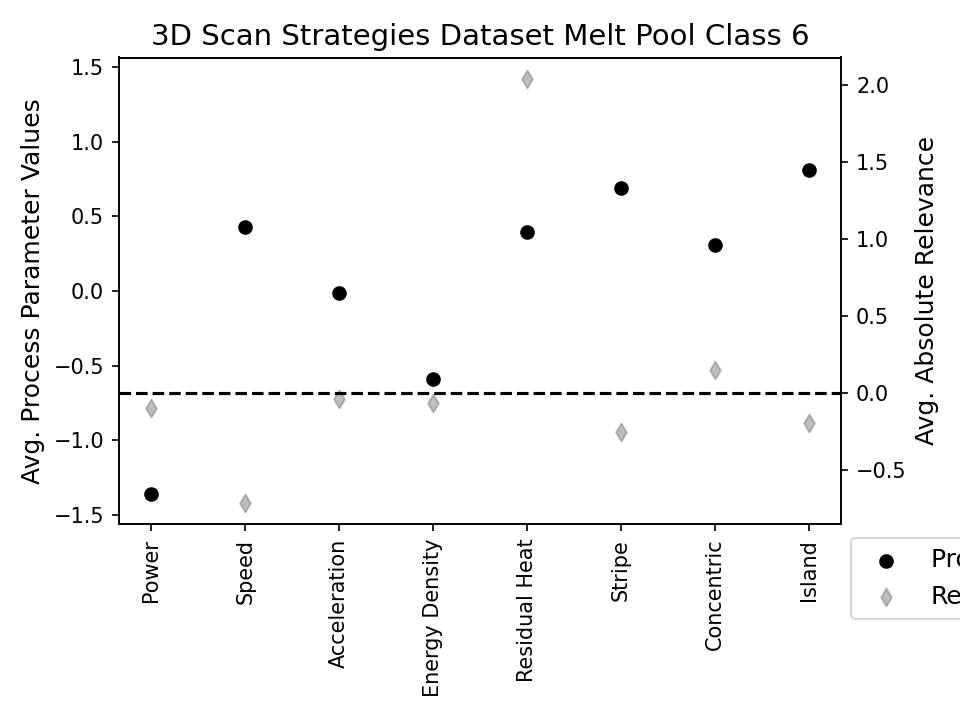 3D Scan Strategies Dataset Melt Pool Class 6
Avg. Process Parameter Values
1.5
1.0
0.5
0.0
−0.5
−1.0
−1.5
2.0
1.5
1.0
0.5
0.0
−0.5
Avg. Absolute Relevance
Power
Speed
Acceleration
Energy Density
Residual Heat
Stripe
Concentric
Island